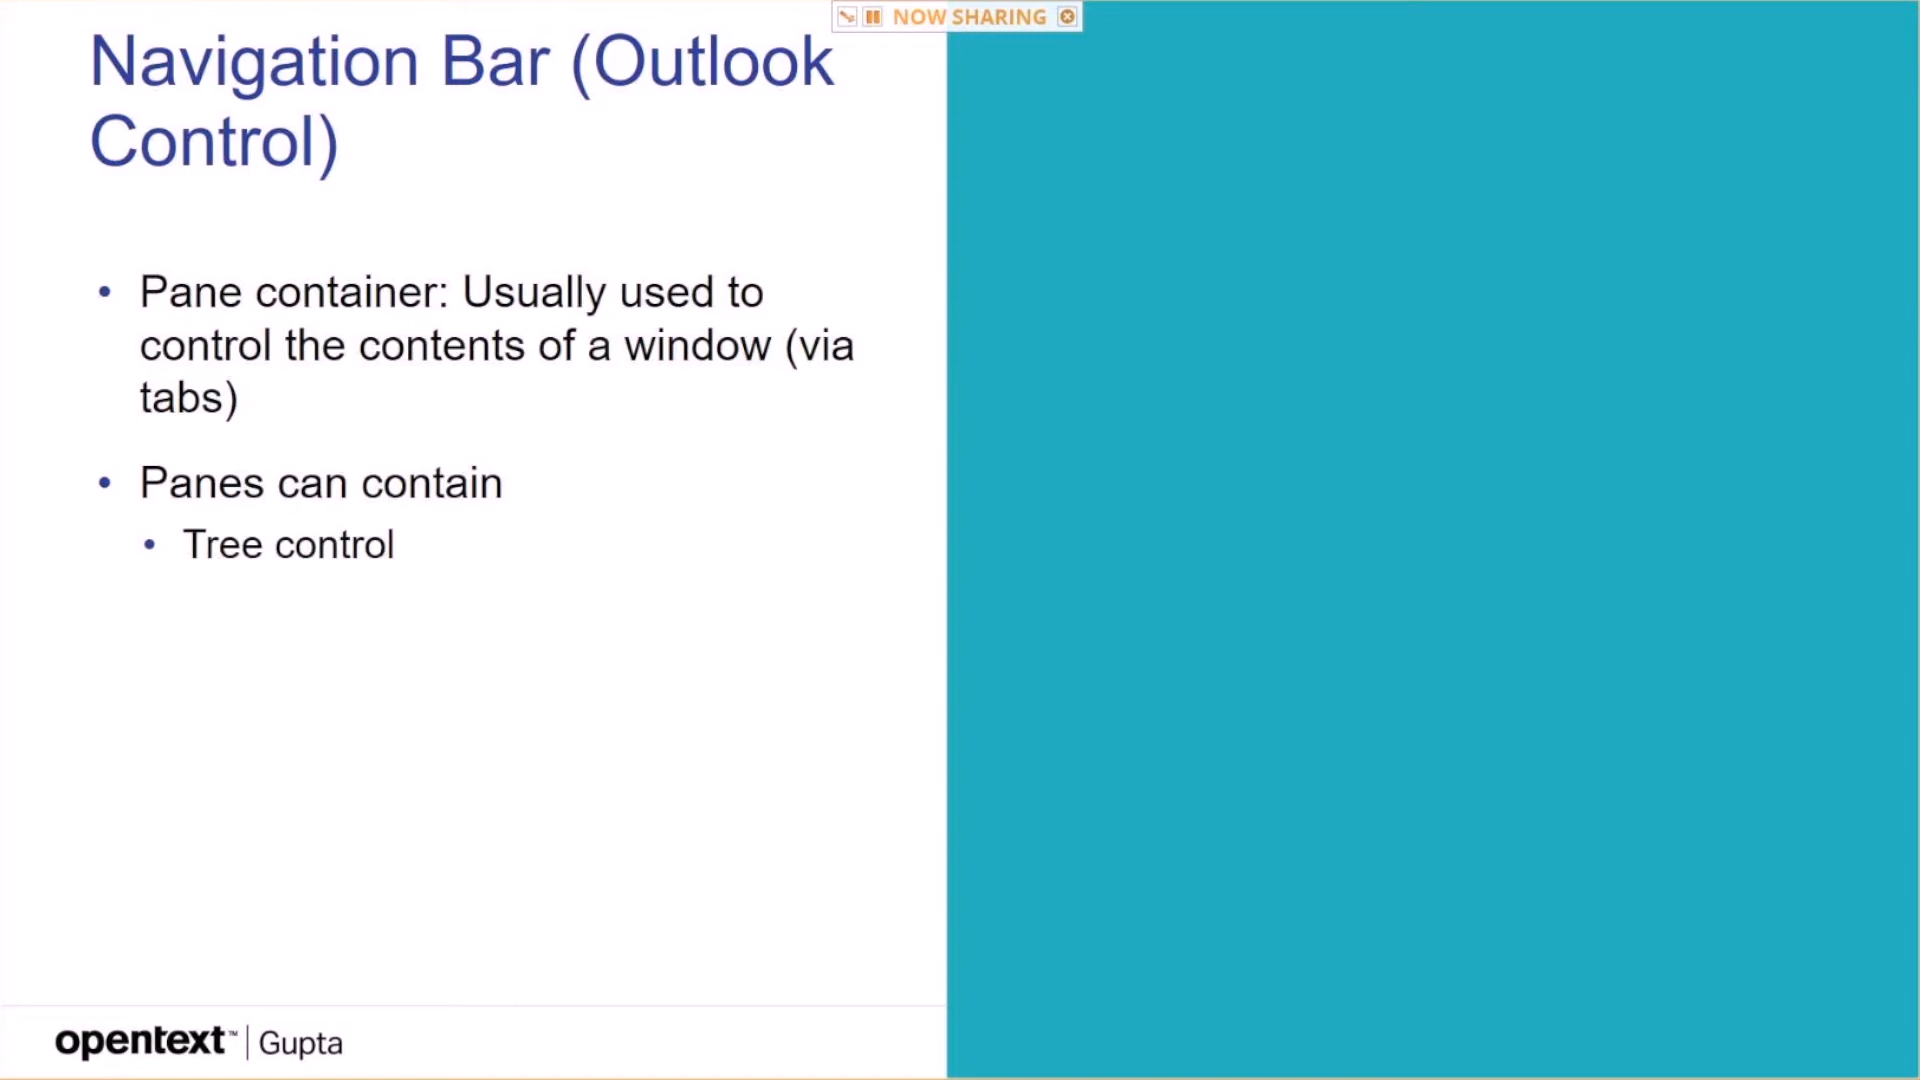 NOW SHARING
Navigation Bar (Outlook
Control)
• Pane container: Usually used to
control the contents of a window (via
tabs)
• Panes can contain
• Tree control
opentext™ | Gupta